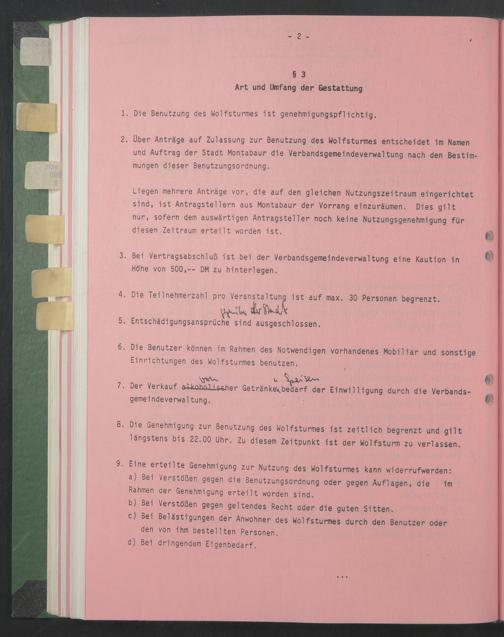 - 2 -
§ 3
Art und Umfang der Gestattung
1. Die Benutzung des Wolfsturmes ist genehmigungspflichtig.
2. Über Anträge auf Zulassung zur Benutzung des Wolfsturmes entscheidet im Namen
und Auftrag der Stadt Montabaur die Verbandsgemeindeverwaltung nach den Bestim-
mungen dieser Benutzungsordnung.
Liegen mehrere Anträge vor, die auf den gleichen Nutzungszeitraum eingerichtet
sind, ist Antragstellern aus Montabaur der Vorrang einzuräumen. Dies gilt
nur, sofern dem auswärtigen Antragsteller noch keine Nutzungsgenehmigung für
diesen Zeitraum erteilt worden ist.
3. Bei Vertragsabschluß ist bei der Verbandsgemeindeverwaltung eine Kaution in
Höhe von 500,-- DM zu hinterlegen.
4. Die Teilnehmerzahl pro Veranstaltung ist auf max. 30 Personen begrenzt.
gegenüber der Stadt
5. Entschädigungsansprüche sind ausgeschlossen.
6. Die Benutzer können im Rahmen des Notwendigen vorhandenes Mobiliar und sonstige
Einrichtungen des Wolfsturmes benutzen.
von u. Speisen
7. Der Verkauf alkoholischer Getränke bedarf der Einwilligung durch die Verbands-
gemeindeverwaltung.
8. Die Genehmigung zur Benutzung des Wolfsturmes ist zeitlich begrenzt und gilt
längstens bis 22.00 Uhr. Zu diesem Zeitpunkt ist der Wolfsturm zu verlassen.
9. Eine erteilte Genehmigung zur Nutzung des Wolfsturmes kann widerrufwerden:
a) Bei Verstößen gegen die Benutzungsordnung oder gegen Auflagen, die im
Rahmen der Genehmigung erteilt worden sind.
b) Bei Verstößen gegen geltendes Recht oder die guten Sitten.
c) Bei Belästigungen der Anwohner des Wolfsturmes durch den Benutzer oder
den von ihm bestellten Personen.
d) Bei dringendem Eigenbedarf.
...